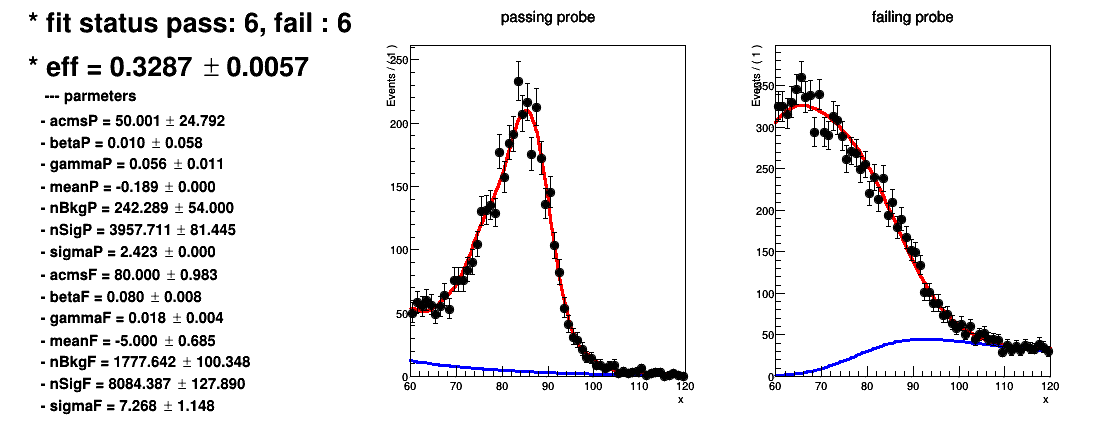 * fit status pass: 6, fail : 6
* eff = 0.3287 ± 0.0057
--- parmeters
- acmsP = 50.001 ± 24.792
- betaP = 0.010 ± 0.058
- gammaP = 0.056 ± 0.011
- meanP = -0.189 ± 0.000
- nBkgP = 242.289 ± 54.000
- nSigP = 3957.711 ± 81.445
- sigmaP = 2.423 ± 0.000
- acmsF = 80.000 ± 0.983
- betaF = 0.080 ± 0.008
- gammaF = 0.018 ± 0.004
- meanF = -5.000 ± 0.685
- nBkgF = 1777.642 ± 100.348
- nSigF = 8084.387 ± 127.890
- sigmaF = 7.268 ± 1.148
passing probe
Events / ( 1 )
250
200
150
100
50
0
60 70 80 90 100 110 120
x
failing probe
Events / ( 1 )
350
300
250
200
150
100
50
0
60 70 80 90 100 110 120
x